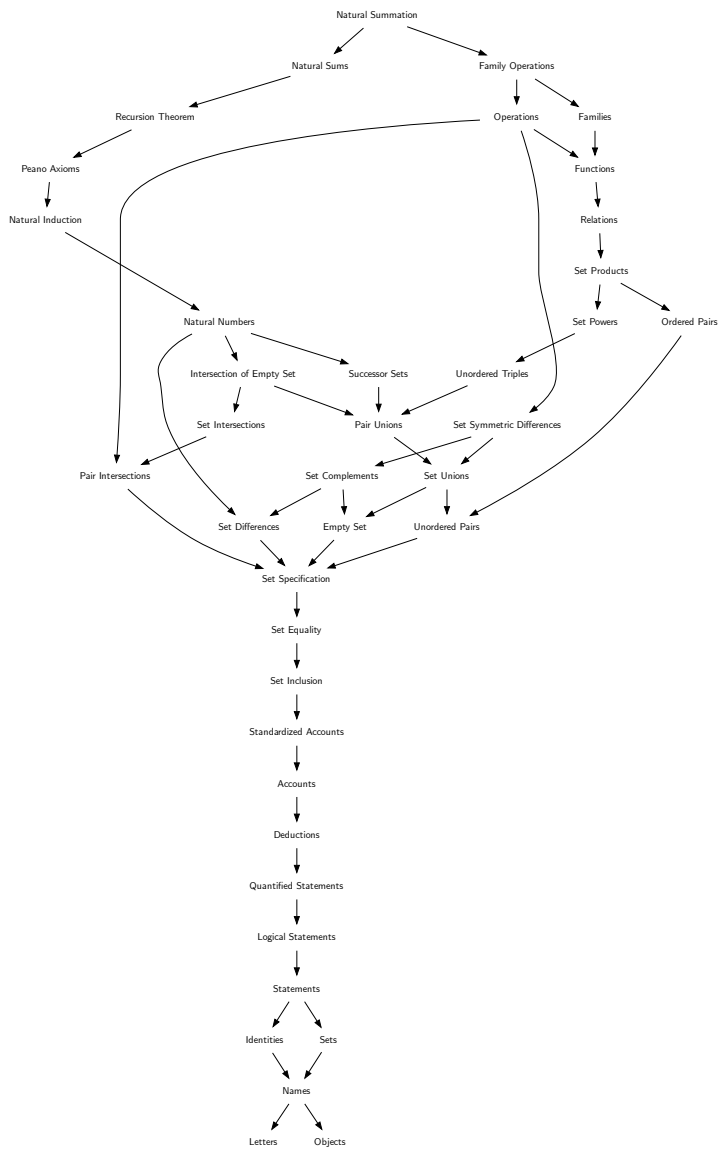 Natural Summation
Natural Sums
Family Operations
Recursion Theorem
Operations
Families
Peano Axioms
Functions
Natural Induction
Relations
Set Products
Natural Numbers
Set Powers
Ordered Pairs
Intersection of Empty Set
Successor Sets
Unordered Triples
Set Intersections
Pair Unions
Set Symmetric Differences
Pair Intersections
Set Complements
Set Unions
Set Differences
Empty Set
Unordered Pairs
Set Specification
Set Equality
Set Inclusion
Standardized Accounts
Accounts
Deductions
Quantified Statements
Logical Statements
Statements
Identities
Sets
Names
Letters
Objects